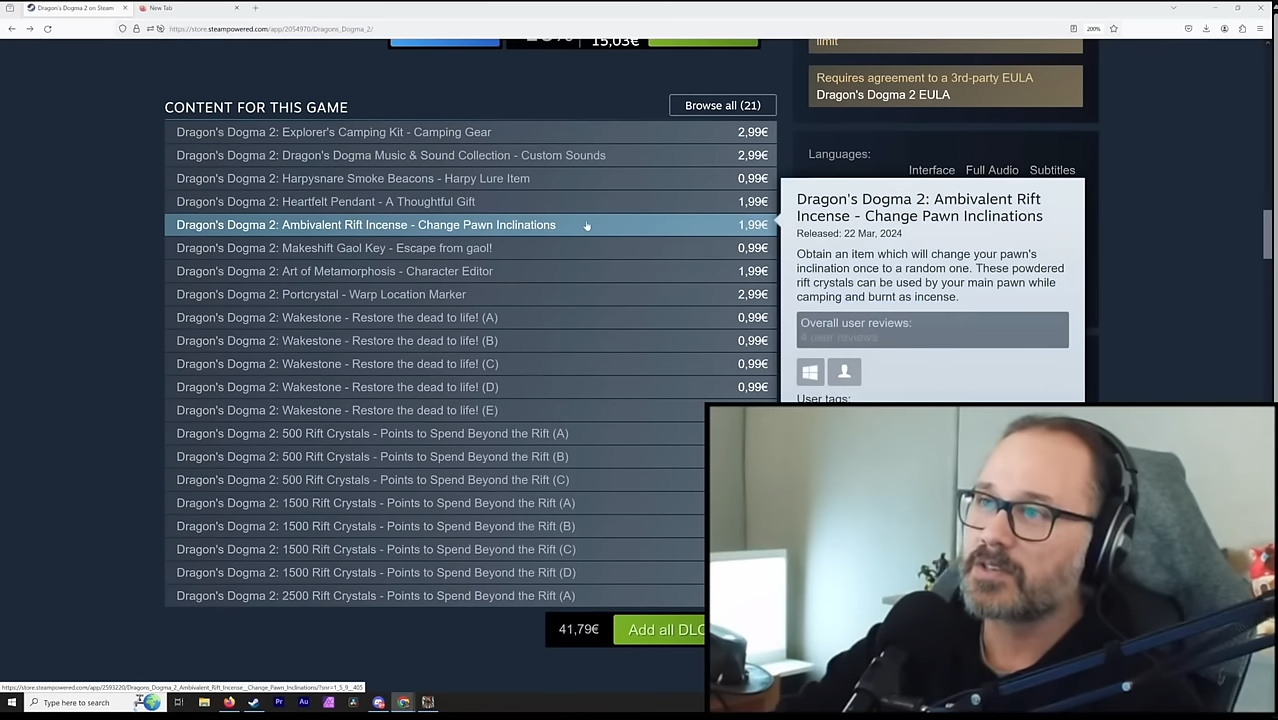 Dragon's Dogma 2 on Steam
New Tab
https://store.steampowered.com/app/2054970/Dragons_Dogma_2/
200%
15,03€
limit
Requires agreement to a 3rd-party EULA
Dragon's Dogma 2 EULA
CONTENT FOR THIS GAME
Browse all (21)
Dragon's Dogma 2: Explorer's Camping Kit - Camping Gear 2,99€
Dragon's Dogma 2: Dragon's Dogma Music & Sound Collection - Custom Sounds 2,99€
Dragon's Dogma 2: Harpysnare Smoke Beacons - Harpy Lure Item 0,99€
Dragon's Dogma 2: Heartfelt Pendant - A Thoughtful Gift 1,99€
Dragon's Dogma 2: Ambivalent Rift Incense - Change Pawn Inclinations 1,99€
Dragon's Dogma 2: Makeshift Gaol Key - Escape from gaol! 0,99€
Dragon's Dogma 2: Art of Metamorphosis - Character Editor 1,99€
Dragon's Dogma 2: Portcrystal - Warp Location Marker 2,99€
Dragon's Dogma 2: Wakestone - Restore the dead to life! (A) 0,99€
Dragon's Dogma 2: Wakestone - Restore the dead to life! (B) 0,99€
Dragon's Dogma 2: Wakestone - Restore the dead to life! (C) 0,99€
Dragon's Dogma 2: Wakestone - Restore the dead to life! (D) 0,99€
Dragon's Dogma 2: Wakestone - Restore the dead to life! (E)
Dragon's Dogma 2: 500 Rift Crystals - Points to Spend Beyond the Rift (A)
Dragon's Dogma 2: 500 Rift Crystals - Points to Spend Beyond the Rift (B)
Dragon's Dogma 2: 500 Rift Crystals - Points to Spend Beyond the Rift (C)
Dragon's Dogma 2: 1500 Rift Crystals - Points to Spend Beyond the Rift (A)
Dragon's Dogma 2: 1500 Rift Crystals - Points to Spend Beyond the Rift (B)
Dragon's Dogma 2: 1500 Rift Crystals - Points to Spend Beyond the Rift (C)
Dragon's Dogma 2: 1500 Rift Crystals - Points to Spend Beyond the Rift (D)
Dragon's Dogma 2: 2500 Rift Crystals - Points to Spend Beyond the Rift (A)
41,79€
Add all DLC
Languages:
Interface Full Audio Subtitles
Dragon's Dogma 2: Ambivalent Rift
Incense - Change Pawn Inclinations
Released: 22 Mar, 2024
Obtain an item which will change your pawn's
inclination once to a random one. These powdered
rift crystals can be used by your main pawn while
camping and burnt as incense.
Overall user reviews:
4 user reviews
User tags:
https://store.steampowered.com/app/2593220/Dragons_Dogma_2_Ambivalent_Rift_Incense__Change_Pawn_Inclinations/?snr=1_5_9__405
Type here to search
Pr
Au